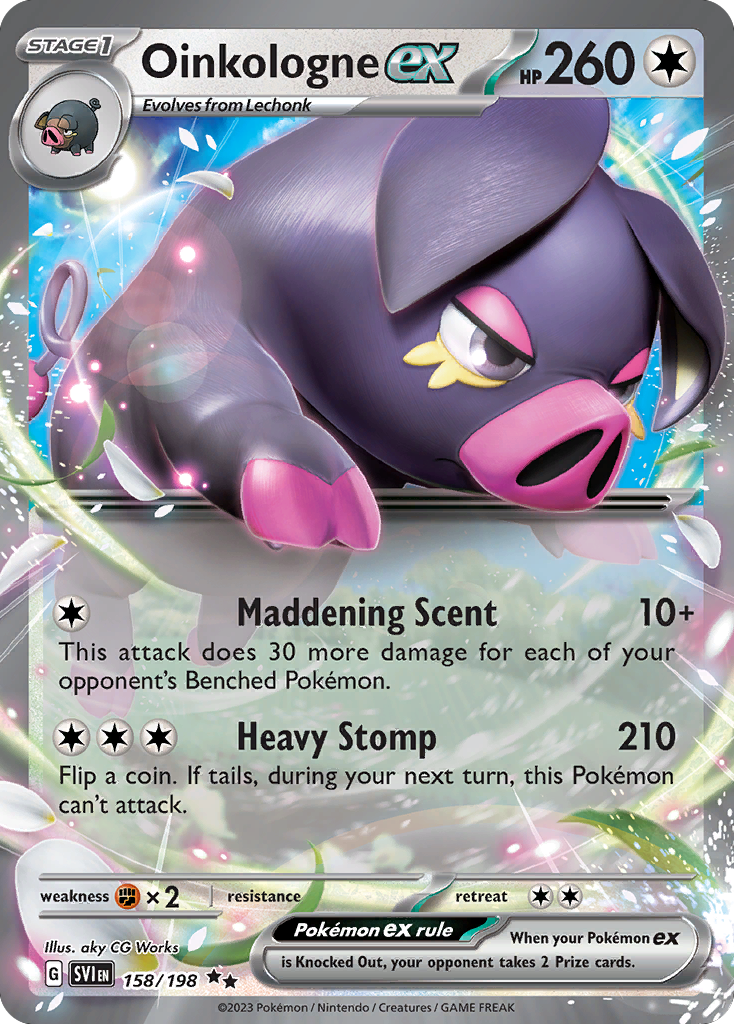 STAGE 1
Oinkologne ex HP 260
Evolves from Lechonk
Maddening Scent 10+
This attack does 30 more damage for each of your
opponent's Benched Pokémon.
Heavy Stomp 210
Flip a coin. If tails, during your next turn, this Pokémon
can't attack.
weakness × 2 resistance retreat
Pokémon ex rule
When your Pokémon ex
is Knocked Out, your opponent takes 2 Prize cards.
Illus. aky CG Works
G SVI EN 158/198
©2023 Pokémon / Nintendo / Creatures / GAME FREAK